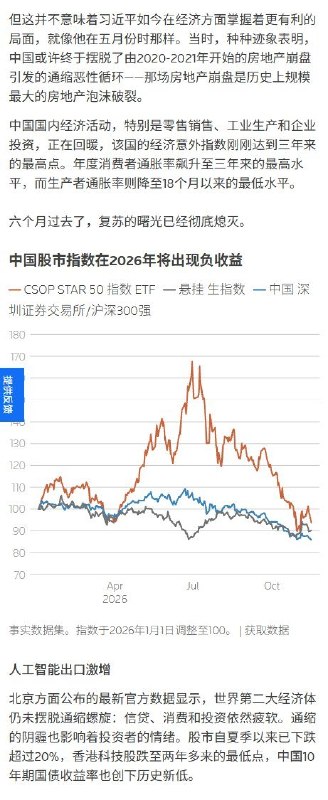 但这并不意味着习近平如今在经济方面掌握着更有利的
局面，就像他在五月份时那样。当时，种种迹象表明，
中国或许终于摆脱了由2020-2021年开始的房地产崩盘
引发的通缩恶性循环——那场房地产崩盘是历史上规模
最大的房地产泡沫破裂。
中国国内经济活动，特别是零售销售、工业生产和企业
投资，正在回暖，该国的经济意外指数刚刚达到三年来
的最高点。年度消费者通胀率飙升至三年来的最高水
平，而生产者通胀率则降至18个月以来的最低水平。
六个月过去了，复苏的曙光已经彻底熄灭。
中国股市指数在2026年将出现负收益
CSOP STAR 50 指数 ETF 悬挂 生指数 中国 深
圳证券交易所/沪深300强
180
170
140
130
120
110
100
90
80
70
Apr
2026
Jul
Oct
事实数据集。指数于2026年1月1日调整至100。 | 获取数据
人工智能出口激增
北京方面公布的最新官方数据显示，世界第二大经济体
仍未摆脱通缩螺旋：信贷、消费和投资依然疲软。通缩
的阴霾也影响着投资者的情绪。股市自夏季以来已下跌
超过20%，香港科技股跌至两年多来的最低点，中国10
年期国债收益率也创下历史新低。